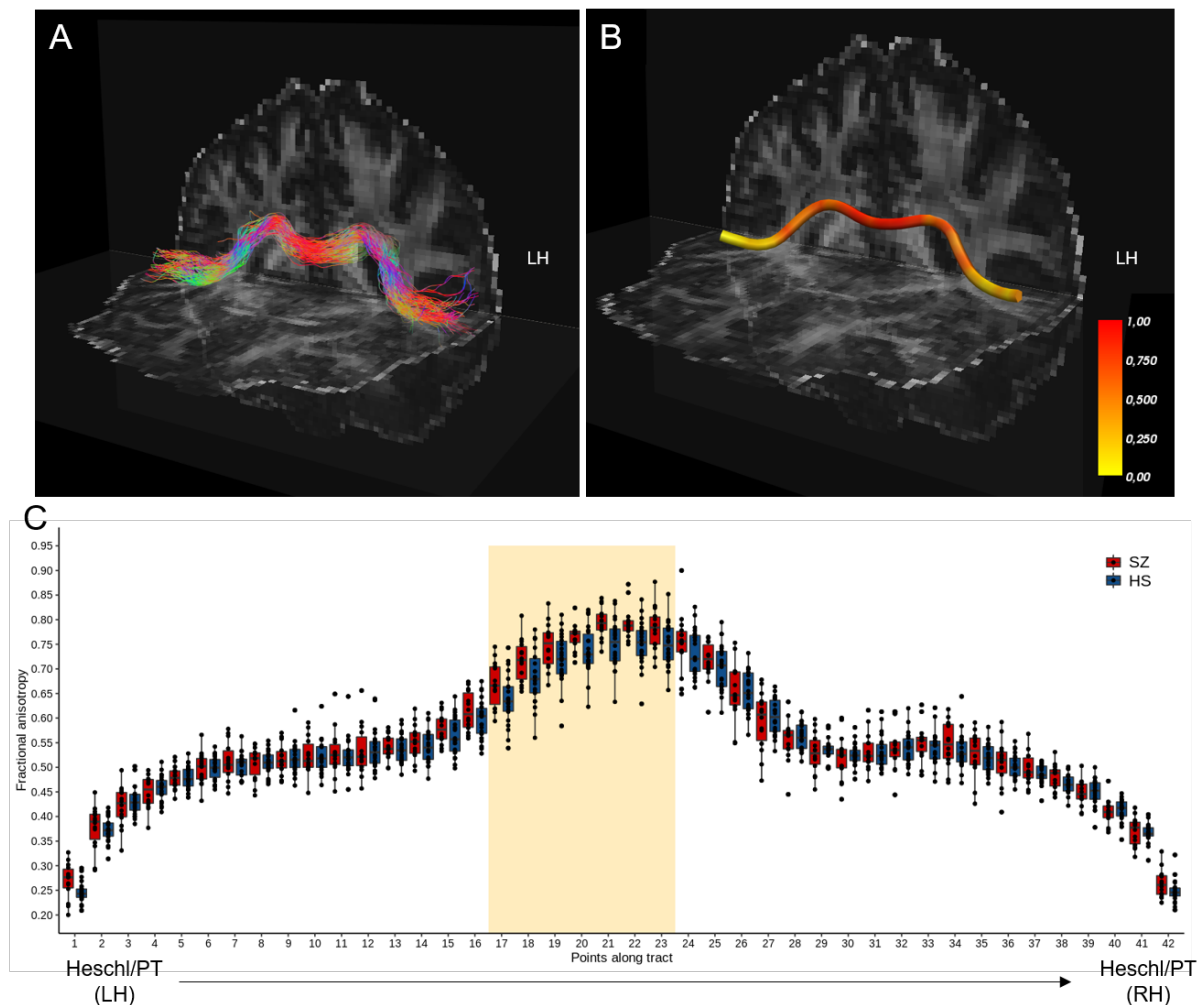 A
B
LH
LH
1,00
0,750
0,500
0,250
0,00
C
0.95
0.90
0.85
0.80
0.75
0.70
0.65
0.60
0.55
0.50
0.45
0.40
0.35
0.30
0.25
0.20
Fractional anisotropy
SZ
HS
1 2 3 4 5 6 7 8 9 10 11 12 13 14 15 16 17 18 19 20 21 22 23 24 25 26 27 28 29 30 31 32 33 34 35 36 37 38 39 40 41 42
Points along tract
Heschl/PT
(LH)
Heschl/PT
(RH)